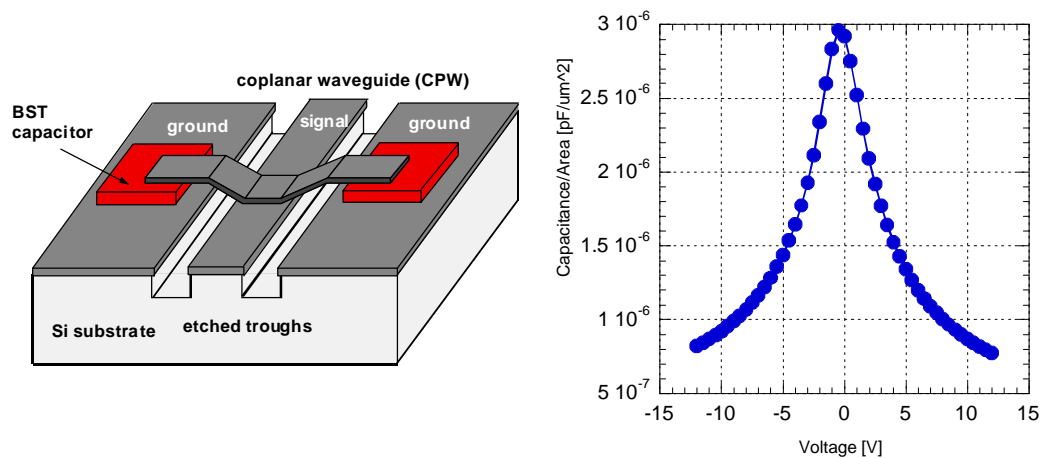 coplanar waveguide (CPW)
BST
capacitor
ground
signal
ground
Si substrate
etched troughs
Capacitance/Area [pF/um^2]
3 10⁻⁶
2.5 10⁻⁶
2 10⁻⁶
1.5 10⁻⁶
1 10⁻⁶
5 10⁻⁷
-15
-10
-5
0
5
10
15
Voltage [V]